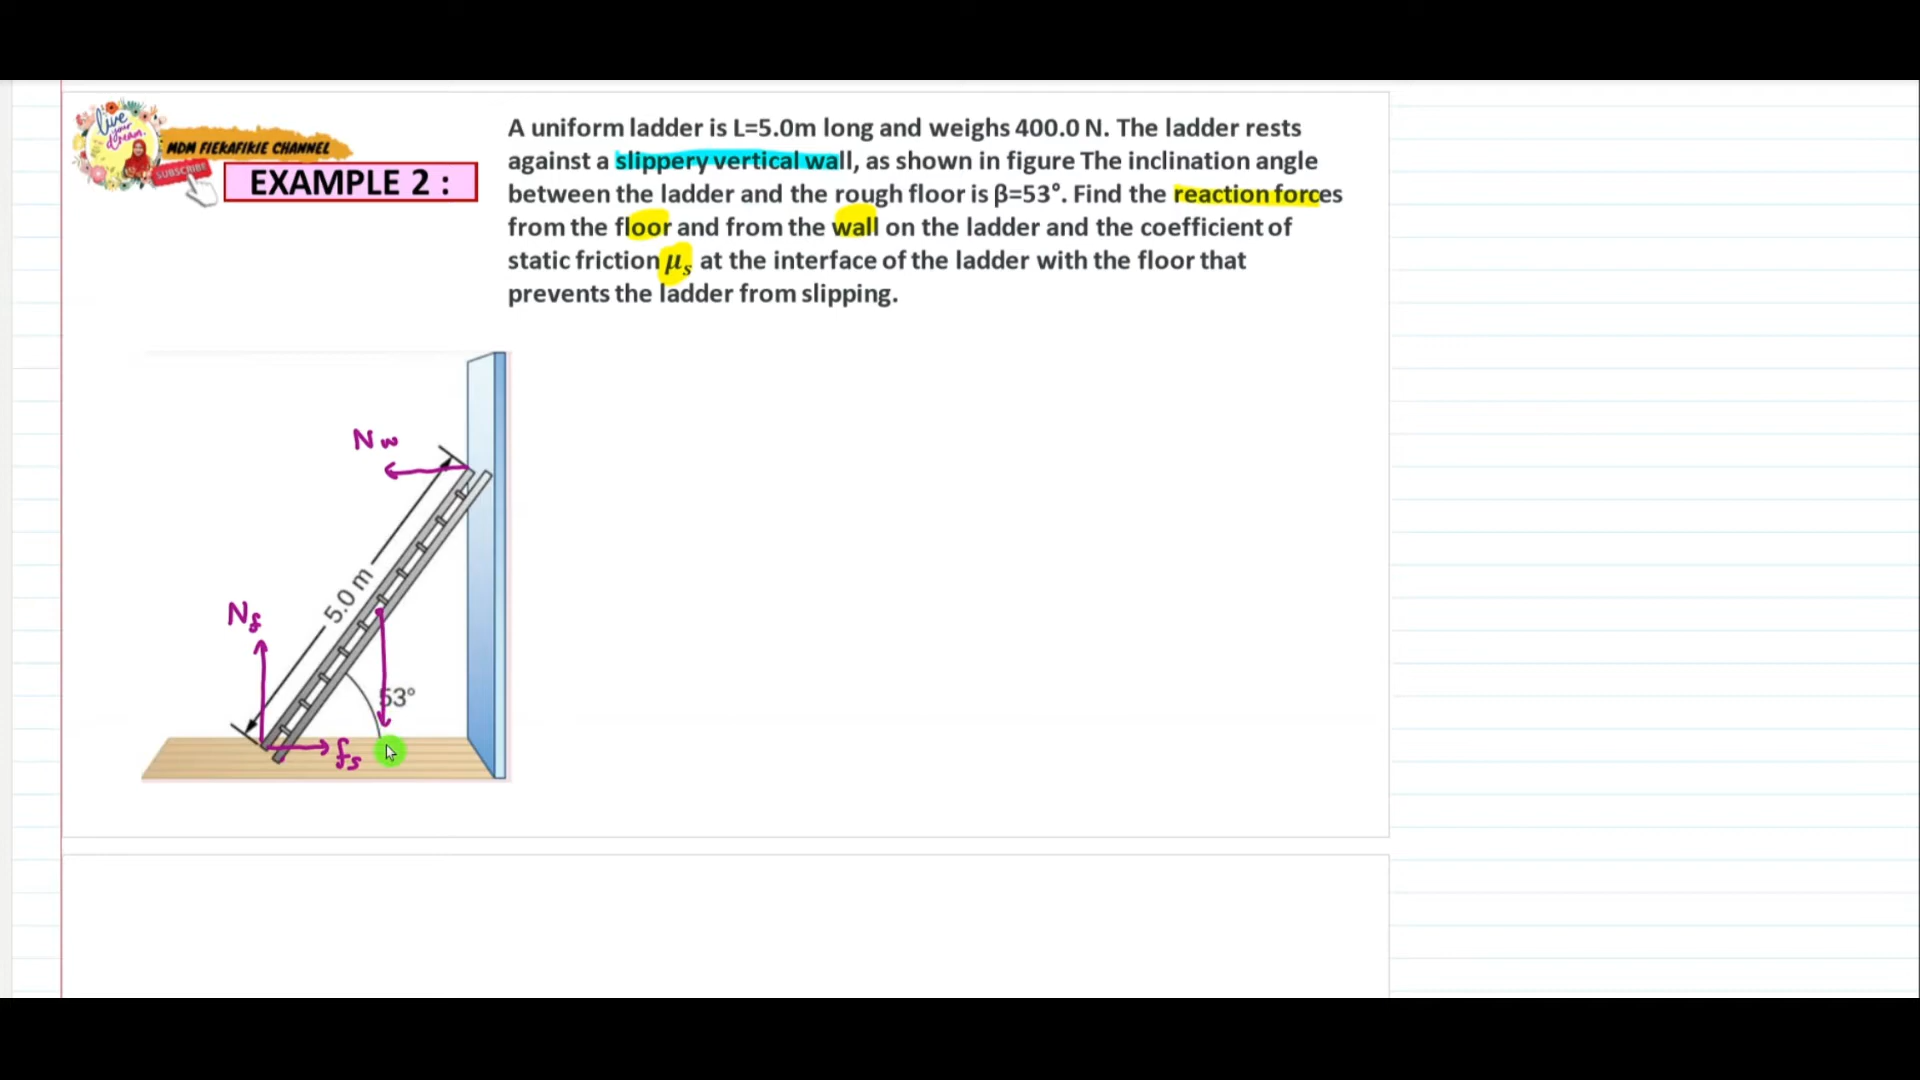 live
your
dream.
MDM FIEKAFIKIE CHANNEL
SUBSCRIBE
EXAMPLE 2 :
A uniform ladder is L=5.0m long and weighs 400.0 N. The ladder rests
against a slippery vertical wall, as shown in figure The inclination angle
between the ladder and the rough floor is β=53°. Find the reaction forces
from the floor and from the wall on the ladder and the coefficient of
static friction μs at the interface of the ladder with the floor that
prevents the ladder from slipping.
Nw
5.0 m
Nf
53°
fs